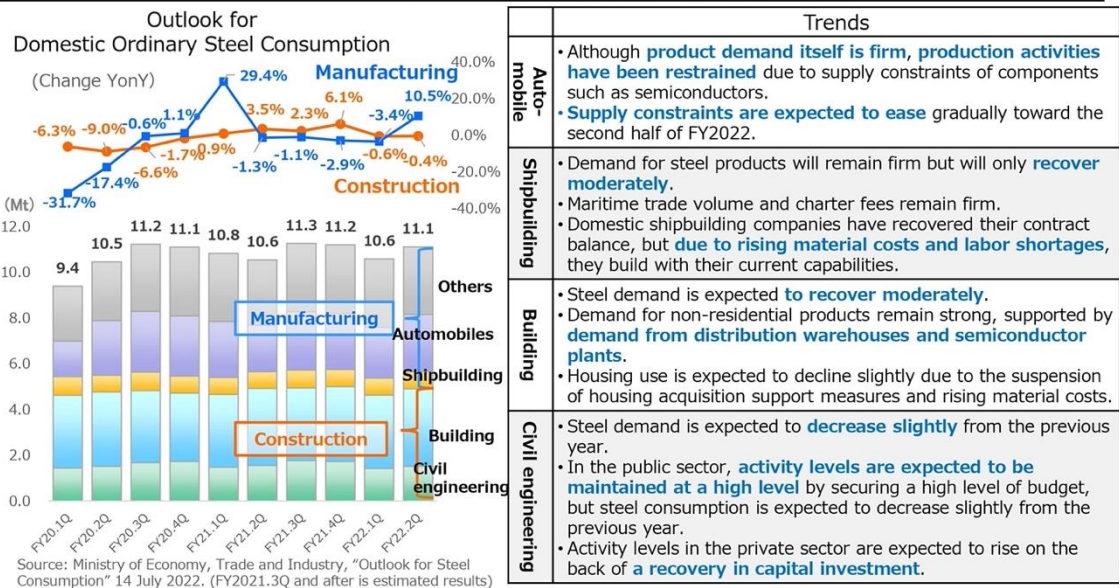 Outlook for
Domestic Ordinary Steel Consumption
(Change YonY)
Manufacturing
Construction
40.0%
20.0%
0.0%
-20.0%
-40.0%
-31.7%
-17.4%
-0.6%
1.1%
29.4%
-1.3%
-1.1%
-2.9%
-3.4%
10.5%
-6.3%
-9.0%
-6.6%
-1.7%
0.9%
3.5%
2.3%
6.1%
-0.6%
-0.4%
(Mt)
12.0
10.0
8.0
6.0
4.0
2.0
0.0
9.4
10.5
11.2
11.1
10.8
10.6
11.3
11.2
10.6
11.1
Manufacturing
Construction
Others
Automobiles
Shipbuilding
Building
Civil
engineering
FY20.1Q
FY20.2Q
FY20.3Q
FY20.4Q
FY21.1Q
FY21.2Q
FY21.3Q
FY21.4Q
FY22.1Q
FY22.2Q
Source: Ministry of Economy, Trade and Industry, “Outlook for Steel
Consumption” 14 July 2022. (FY2021.3Q and after is estimated results)
Trends
Auto-
mobile
• Although product demand itself is firm, production activities
have been restrained due to supply constraints of components
such as semiconductors.
• Supply constraints are expected to ease gradually toward the
second half of FY2022.
Shipbuilding
• Demand for steel products will remain firm but will only recover
moderately.
• Maritime trade volume and charter fees remain firm.
• Domestic shipbuilding companies have recovered their contract
balance, but due to rising material costs and labor shortages,
they build with their current capabilities.
Building
• Steel demand is expected to recover moderately.
• Demand for non-residential products remain strong, supported by
demand from distribution warehouses and semiconductor
plants.
• Housing use is expected to decline slightly due to the suspension
of housing acquisition support measures and rising material costs.
Civil engineering
• Steel demand is expected to decrease slightly from the previous
year.
• In the public sector, activity levels are expected to be
maintained at a high level by securing a high level of budget,
but steel consumption is expected to decrease slightly from the
previous year.
• Activity levels in the private sector are expected to rise on the
back of a recovery in capital investment.